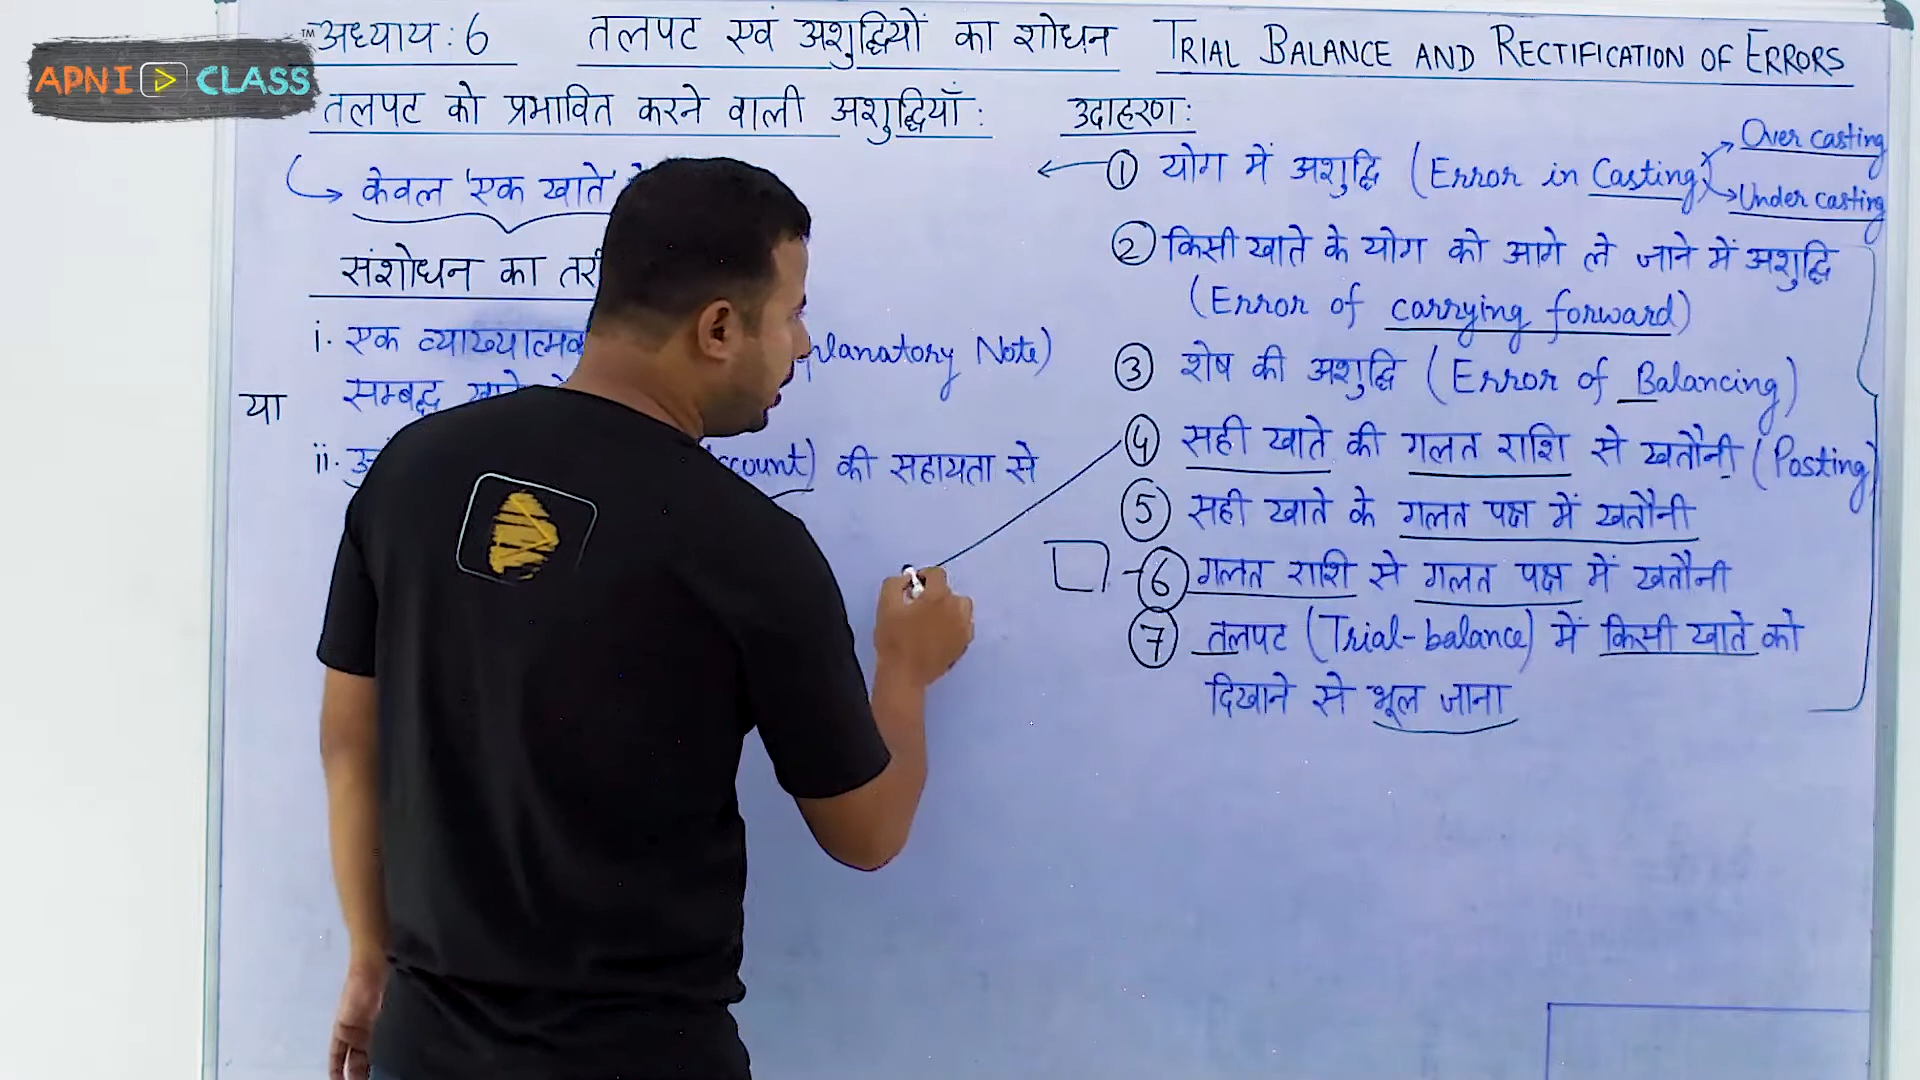 APNI CLASS ™
अध्याय: 6 तलपट एवं अशुद्धियों का शोधन TRIAL BALANCE AND RECTIFICATION OF ERRORS
तलपट को प्रभावित करने वाली अशुद्धियाँ:
केवल 'एक खाते'
संशोधन का
i. एक
सम्बद्ध
Note)
या
ii.
की सहायता से
उदाहरण:
① योग में अशुद्धि (Error in Casting) Over casting
Under casting
② किसी खाते के योग को आगे ले जाने में अशुद्धि
(Error of carrying forward)
③ शेष की अशुद्धि (Error of Balancing)
④ सही खाते की गलत राशि से खतौनी (Posting)
⑤ सही खाते के गलत पक्ष में खतौनी
⑥ गलत राशि से गलत पक्ष में खतौनी
⑦ तलपट (Trial-balance) में किसी खाते को
दिखाने से भूल जाना